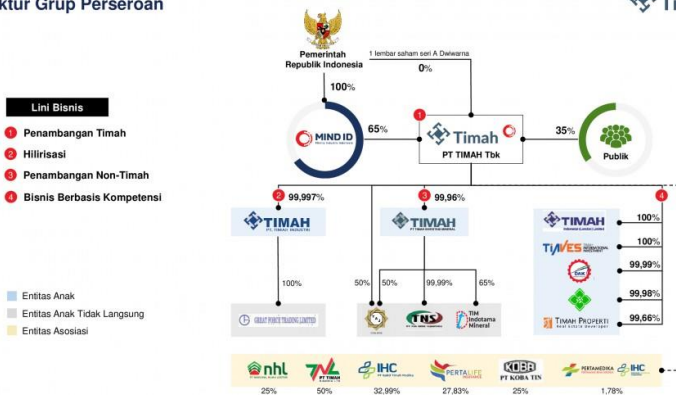 ktur Grup Perseroan
Pemerintah
Republik Indonesia
1 lembar saham seri A Dwiwarna
0%
100%
Lini Bisnis
1 Penambangan Timah
2 Hilirisasi
3 Penambangan Non-Timah
4 Bisnis Berbasis Kompetensi
MIND ID
65%
1
Timah
PT TIMAH Tbk
35%
Publik
2 99,997%
3 99,96%
4
TIMAH
TIMAH
TIMAH
100%
100%
99,99%
99,98%
TIMAH PROPERTI
99,66%
100%
50%
50%
99,99%
65%
GREAT FORCE TRADING LIMITED
TNS
TIM
Indotama
Mineral
Entitas Anak
Entitas Anak Tidak Langsung
Entitas Asosiasi
nhl
PT TIMAH
IHC
PERTALIFE
KOBA
PT KOBA TIN
PERTAMEDIKA
IHC
25%
50%
32,99%
27,83%
25%
1,78%